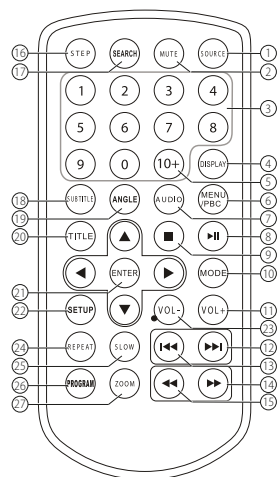 16 STEP SEARCH MUTE SOURCE 1
17 2
1 2 3 4
3
5 6 7 8
9 0 10+ DISPLAY 4
5
18 SUBTITLE ANGLE AUDIO MENU /PBC 6
19 7
20 TITLE 8
9
21 ENTER MODE 10
22 SETUP VOL- VOL+ 11
23
24 REPEAT SLOW 12
25 13
26 PROGRAM ZOOM 14
27 15